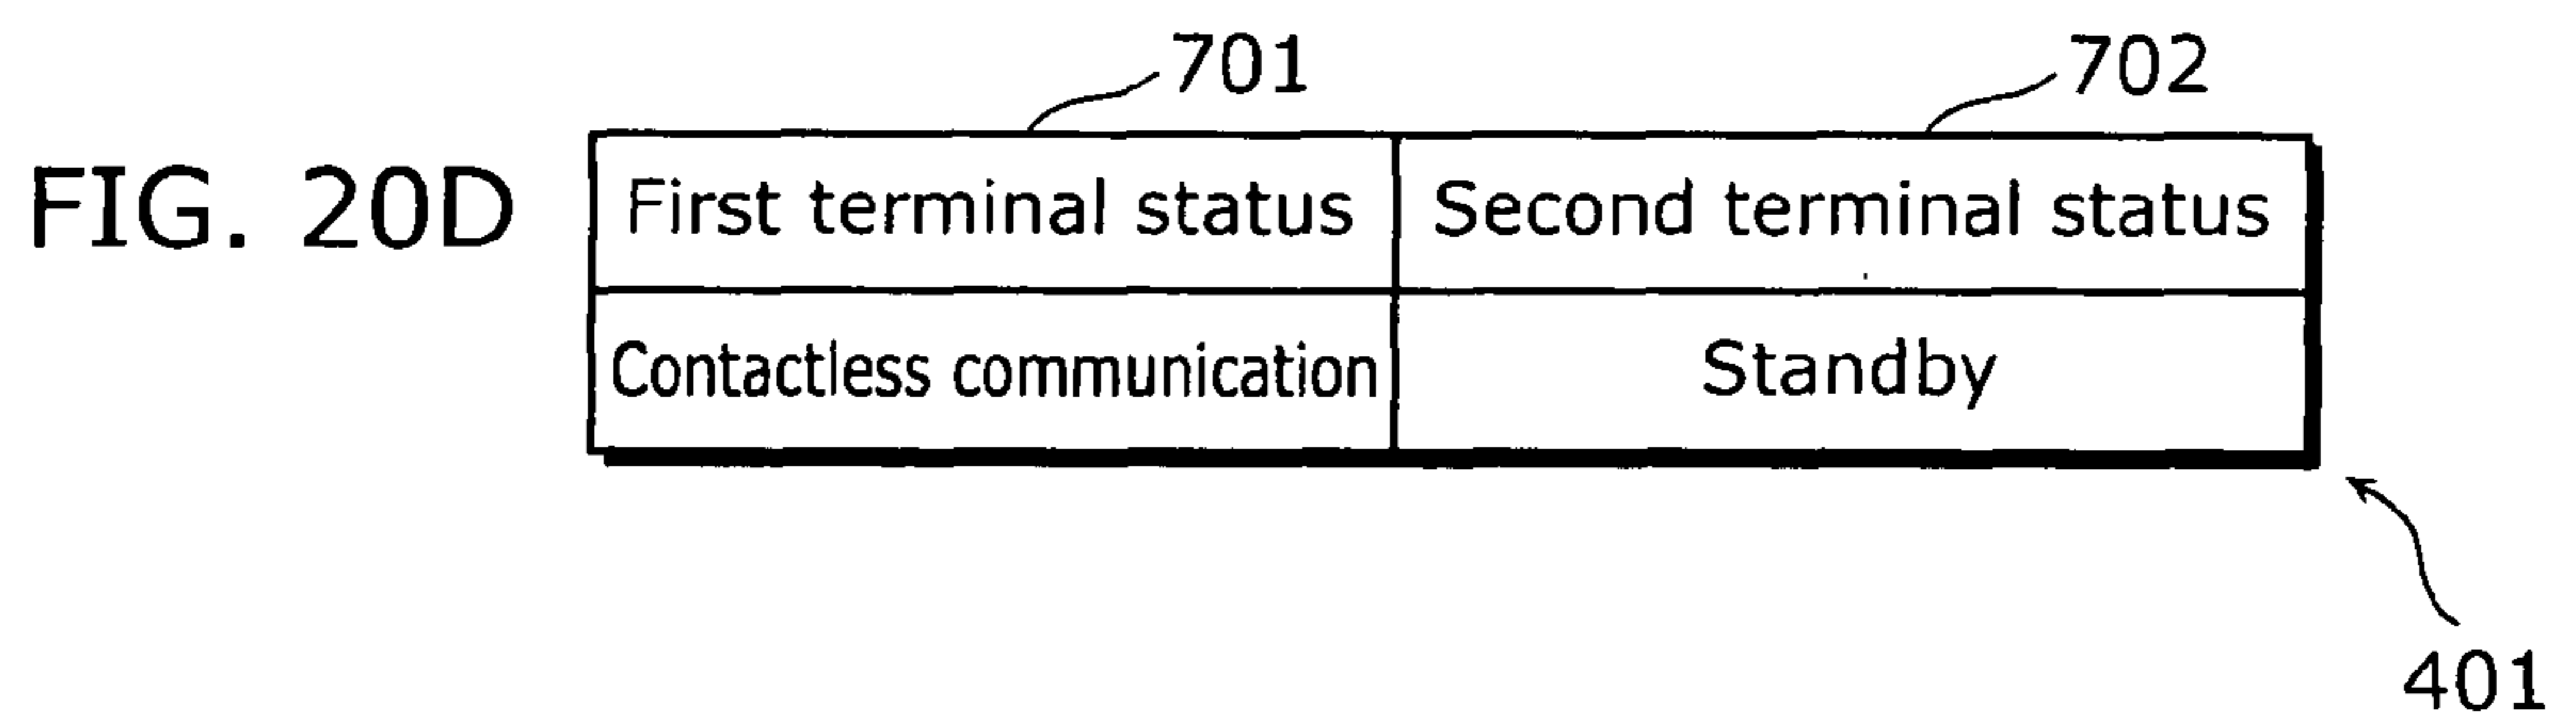 701 702
FIG. 20D
First terminal status Second terminal status
Contactless communication Standby
401